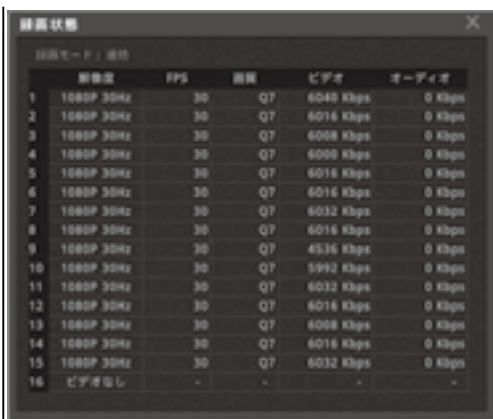 録画状態
録画モード: 連続
解像度 FPS 画質 ビデオ オーディオ
1 1080P 30Hz 30 Q7 6040 Kbps 0 Kbps
2 1080P 30Hz 30 Q7 6016 Kbps 0 Kbps
3 1080P 30Hz 30 Q7 6008 Kbps 0 Kbps
4 1080P 30Hz 30 Q7 6000 Kbps 0 Kbps
5 1080P 30Hz 30 Q7 6016 Kbps 0 Kbps
6 1080P 30Hz 30 Q7 6016 Kbps 0 Kbps
7 1080P 30Hz 30 Q7 6032 Kbps 0 Kbps
8 1080P 30Hz 30 Q7 6016 Kbps 0 Kbps
9 1080P 30Hz 30 Q7 4536 Kbps 0 Kbps
10 1080P 30Hz 30 Q7 5992 Kbps 0 Kbps
11 1080P 30Hz 30 Q7 6032 Kbps 0 Kbps
12 1080P 30Hz 30 Q7 6016 Kbps 0 Kbps
13 1080P 30Hz 30 Q7 6008 Kbps 0 Kbps
14 1080P 30Hz 30 Q7 6016 Kbps 0 Kbps
15 1080P 30Hz 30 Q7 6032 Kbps 0 Kbps
16 ビデオなし - - - -